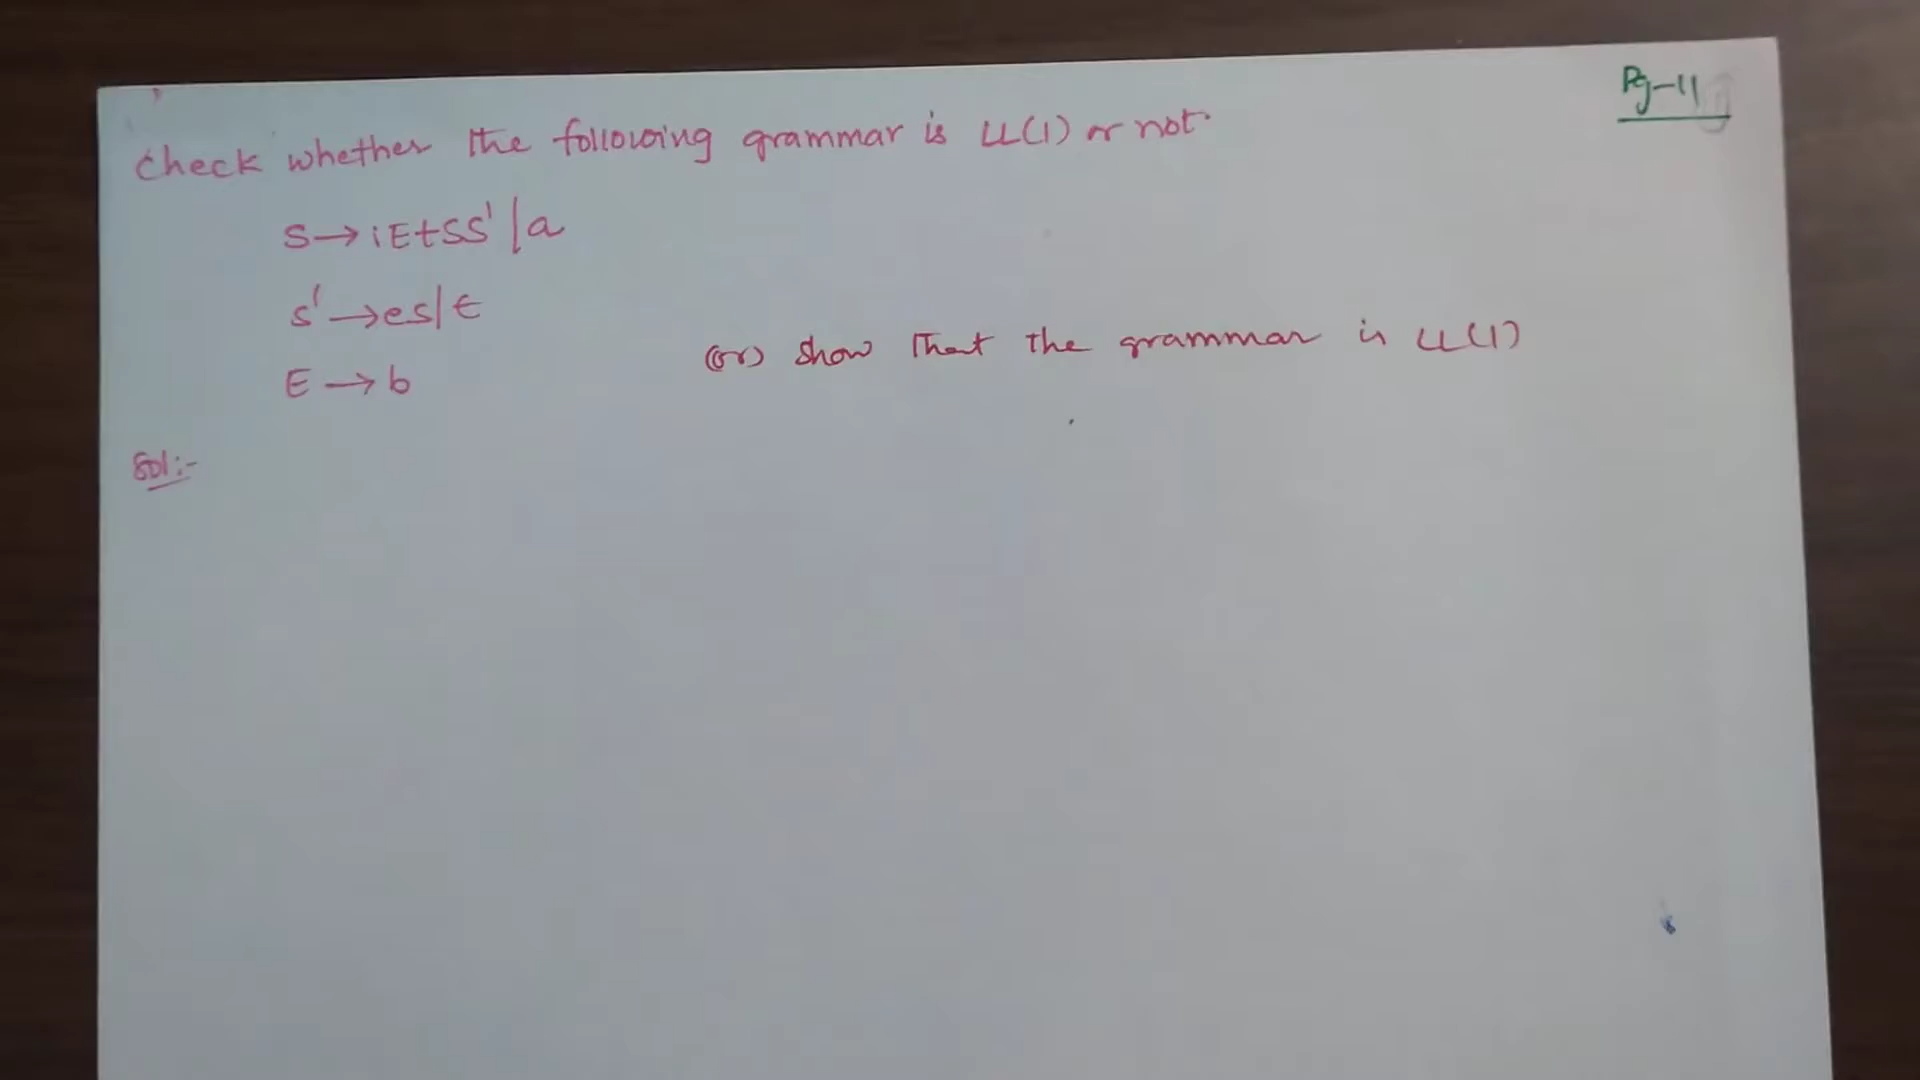 Pg-11
check whether the following grammar is LL(1) or not.
S→iEtSS' | a
s'→es|ϵ
(or) show that the grammar is LL(1)
E→b
Sol:-